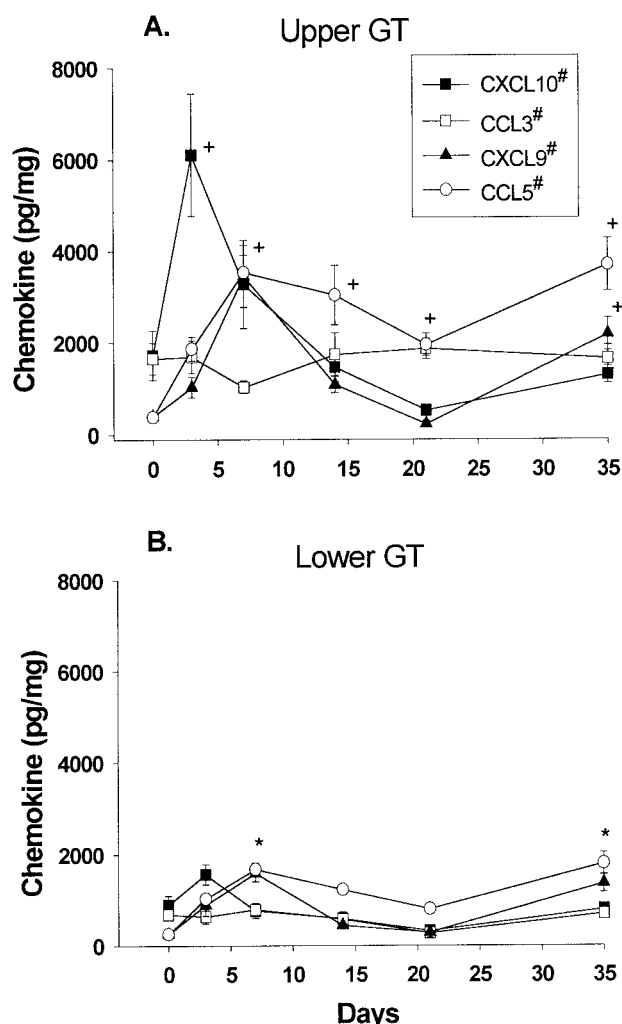 A.
Upper GT
CXCL10#
CCL3#
CXCL9#
CCL5#
Chemokine (pg/mg)
8000
6000
4000
2000
0
+
+
+
+
+
+
0 5 10 15 20 25 30 35
B.
Lower GT
Chemokine (pg/mg)
8000
6000
4000
2000
0
*
*
0 5 10 15 20 25 30 35
Days